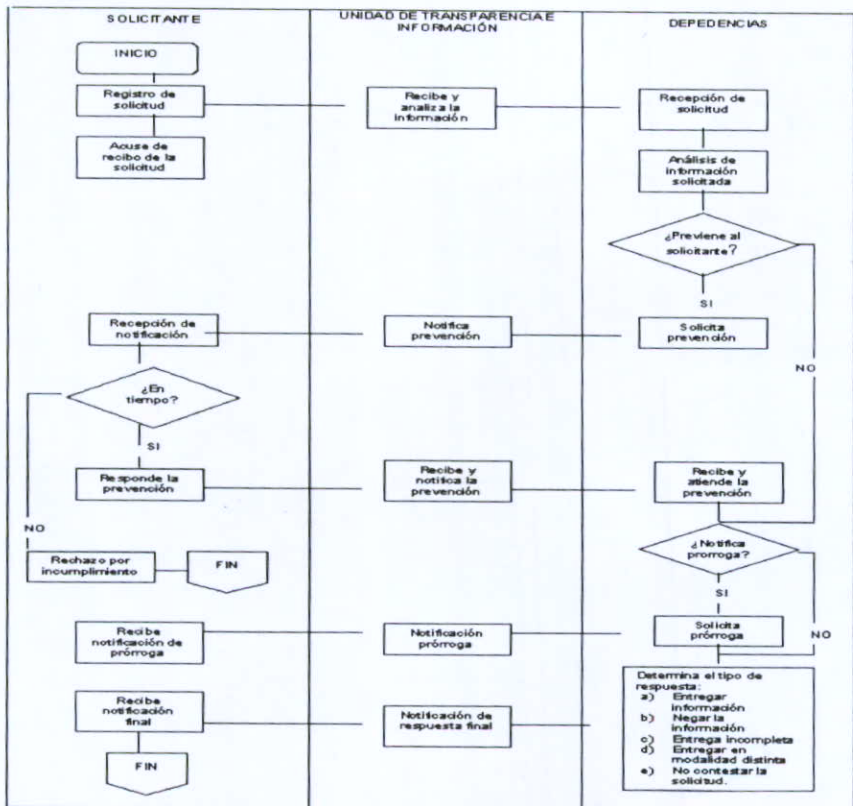 SOLICITANTE
UNIDAD DE TRANSPARENCIA E
INFORMACIÓN
DEPEDENCIAS
INICIO
Registro de
solicitud
Recibe y
analiza la
información
Recepción de
solicitud
Acuse de
recibo de la
solicitud
Análisis de
información
solicitada
¿Previene al
solicitante?
SI
Recepción de
notificación
Notifica
prevención
Solicita
prevención
NO
¿En
tiempo?
SI
Responde la
prevención
Recibe y
notifica la
prevención
Recibe y
atiende la
prevención
NO
¿Notifica
prorroga?
Rechazo por
incumplimiento
FIN
SI
Recibe
notificación de
prórroga
Notificación
prórroga
Solicita
prórroga
NO
Determina el tipo de
respuesta:
a) Entregar
información
b) Negar la
información
c) Entrega incompleta
d) Entregar en
modalidad distinta
e) No contestar la
solicitud.
Recibe
notificación
final
Notificación de
respuesta final
FIN